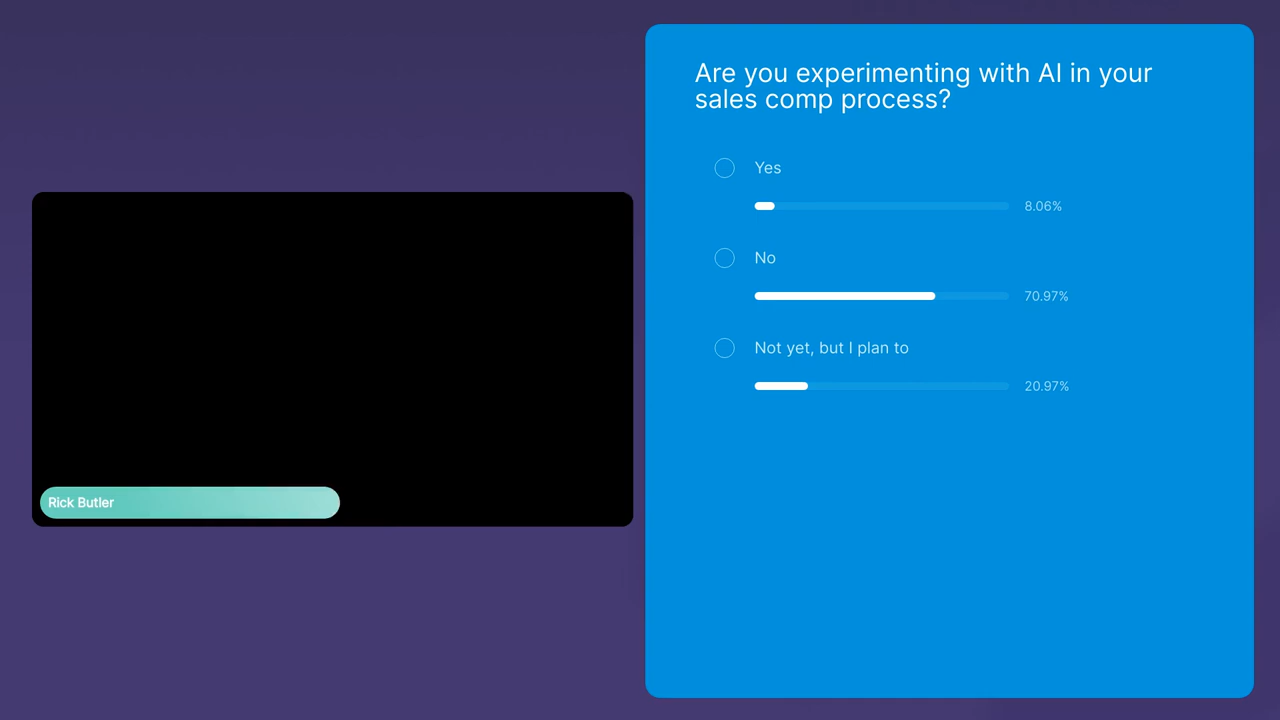 Are you experimenting with AI in your
sales comp process?
Yes
8.06%
No
70.97%
Not yet, but I plan to
20.97%
Rick Butler